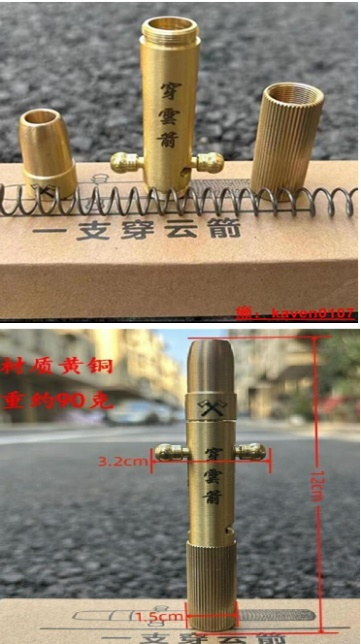 穿雲箭
一支穿云箭
kaven0107
材质黄铜
重约90克
3.2cm
穿雲箭
12cm
1.5cm
一支穿云箭